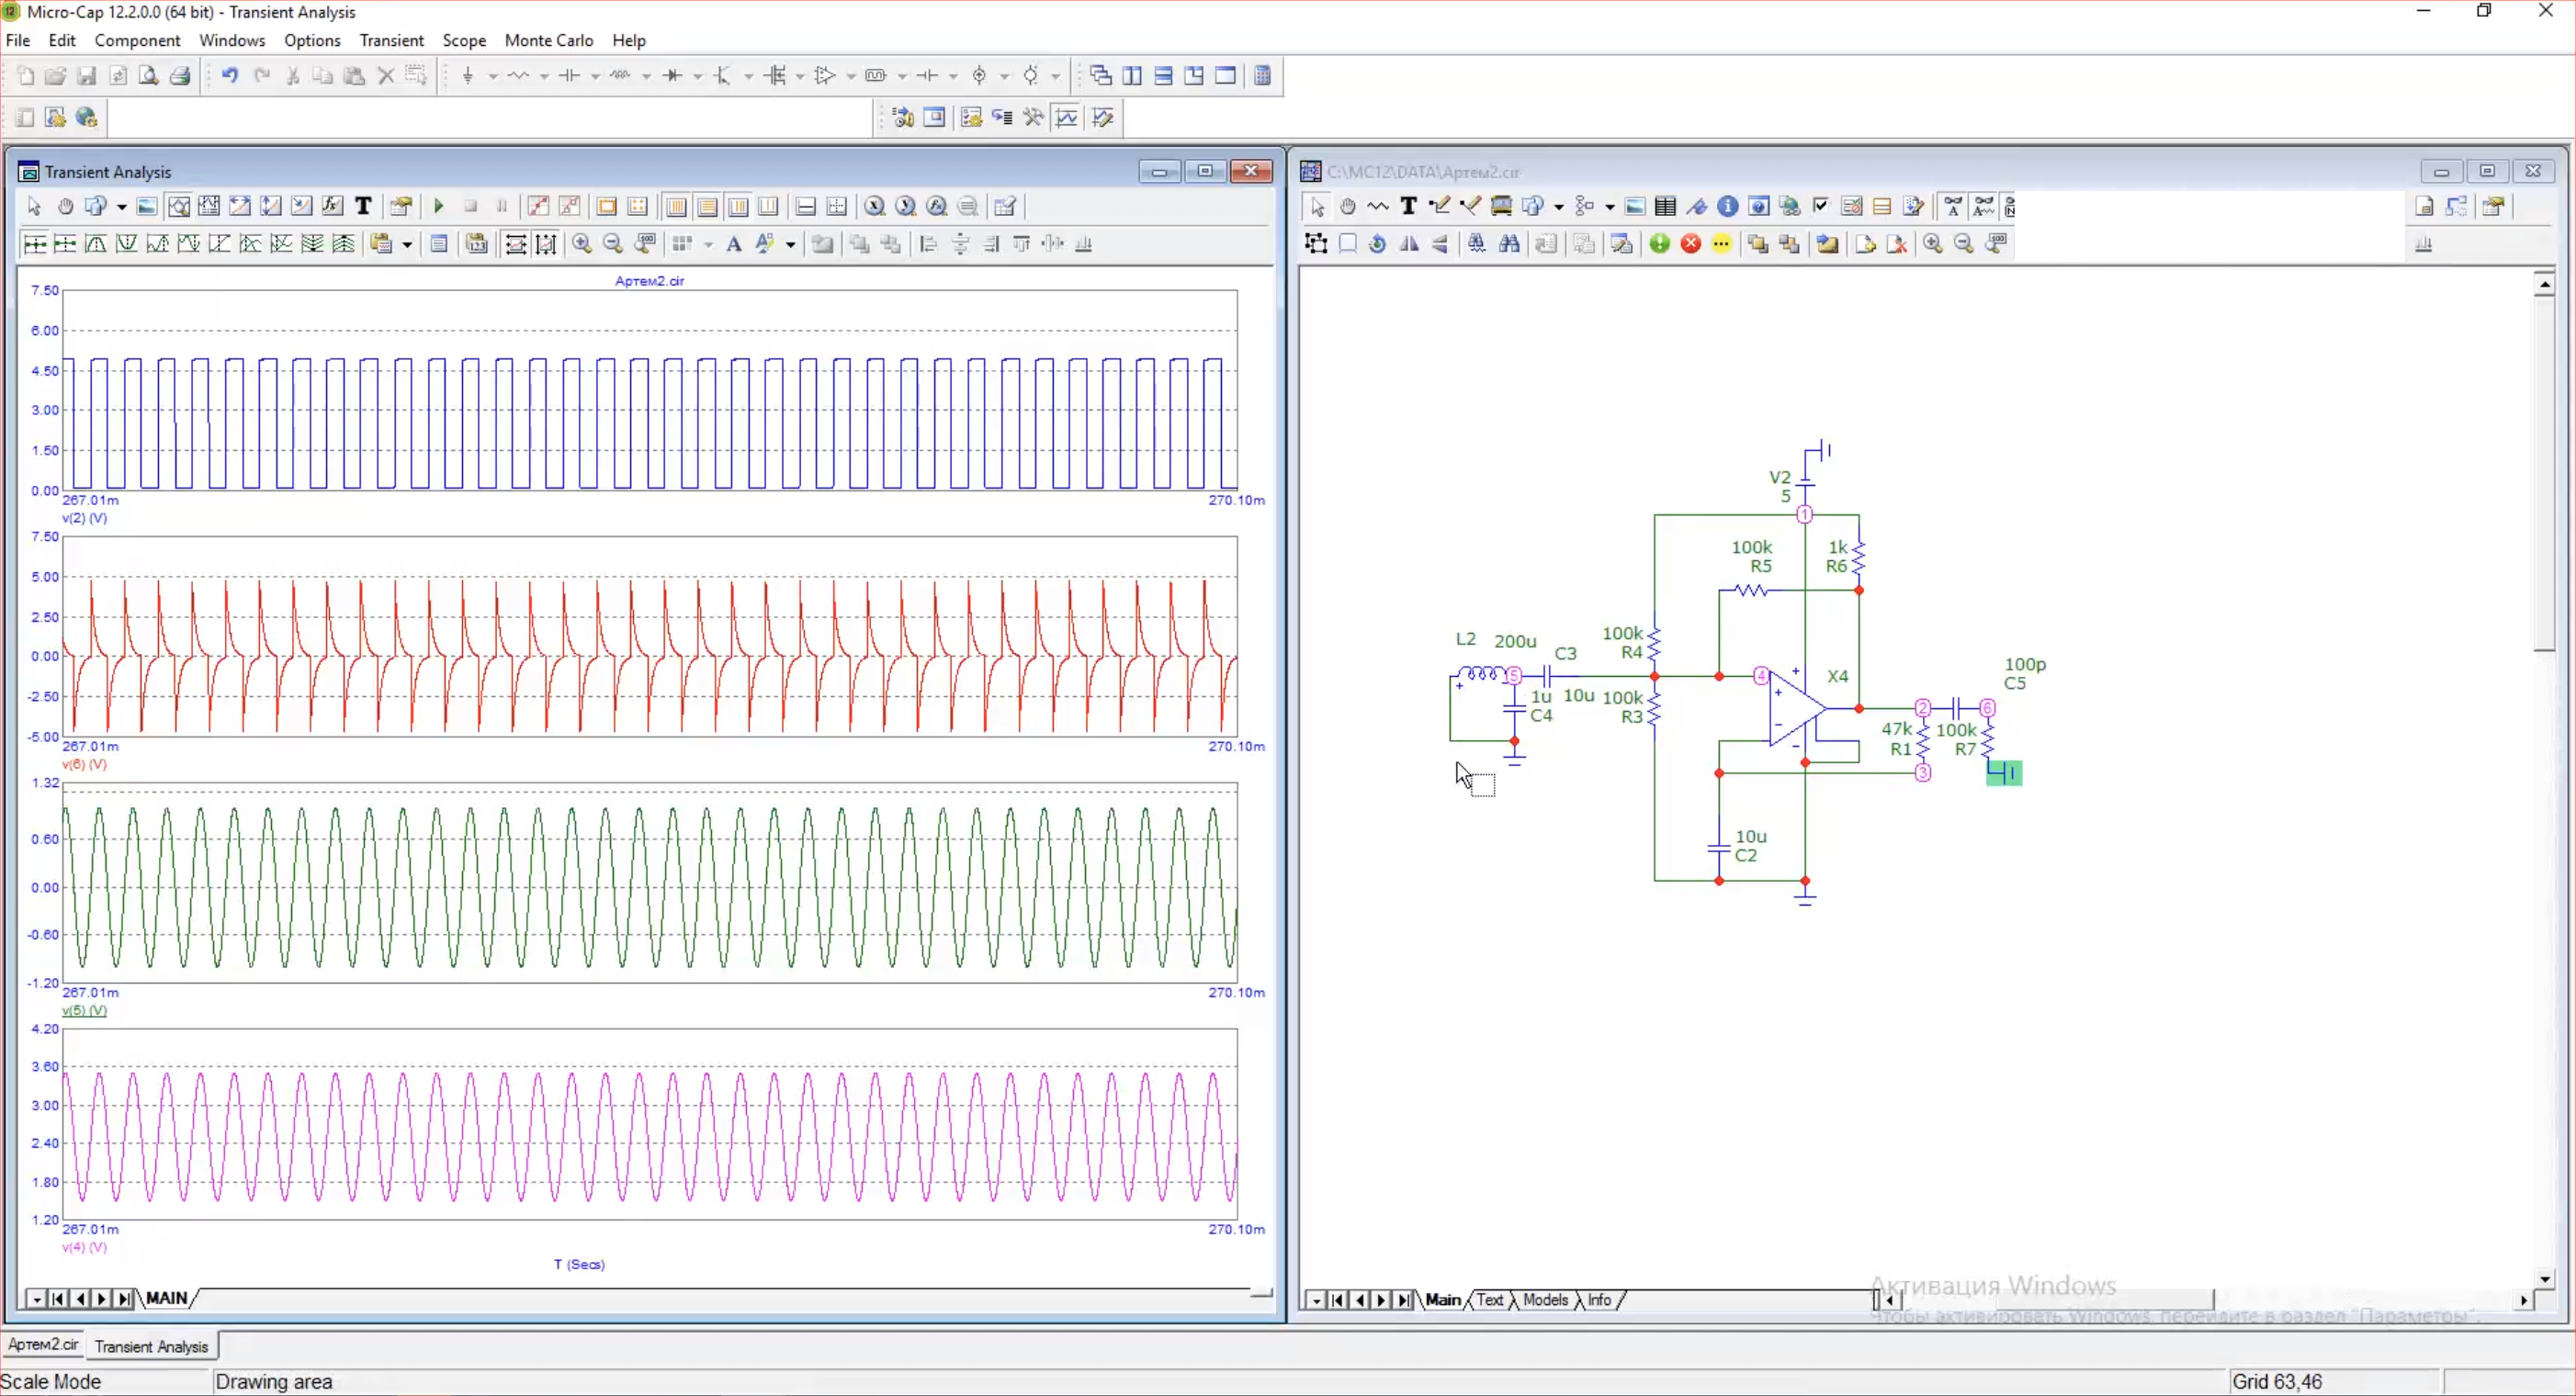 Micro-Cap 12.2.0.0 (64 bit) - Transient Analysis
File Edit Component Windows Options Transient Scope Monte Carlo Help
Transient Analysis
Артем2.cir
7.50
6.00
4.50
3.00
1.50
0.00
267.01m 270.10m
v(2) (V)
7.50
5.00
2.50
0.00
-2.50
-5.00
267.01m 270.10m
v(6) (V)
1.32
0.60
0.00
-0.60
-1.20
267.01m 270.10m
v(5) (V)
4.20
3.60
3.00
2.40
1.80
1.20
267.01m 270.10m
v(4) (V)
T (Secs)
MAIN
C:\MC12\DATA\Артем2.cir
V2
5
1
100k
R5
1k
R6
L2 200u
C3
100k
R4
5
4
X4
1u
C4
10u
100k
R3
100p
C5
2
6
47k
R1
100k
R7
3
10u
C2
Main Text Models Info
Активация Windows
Чтобы активировать Windows, перейдите в раздел "Параметры".
Артем2.cir Transient Analysis
Scale Mode Drawing area Grid 63,46